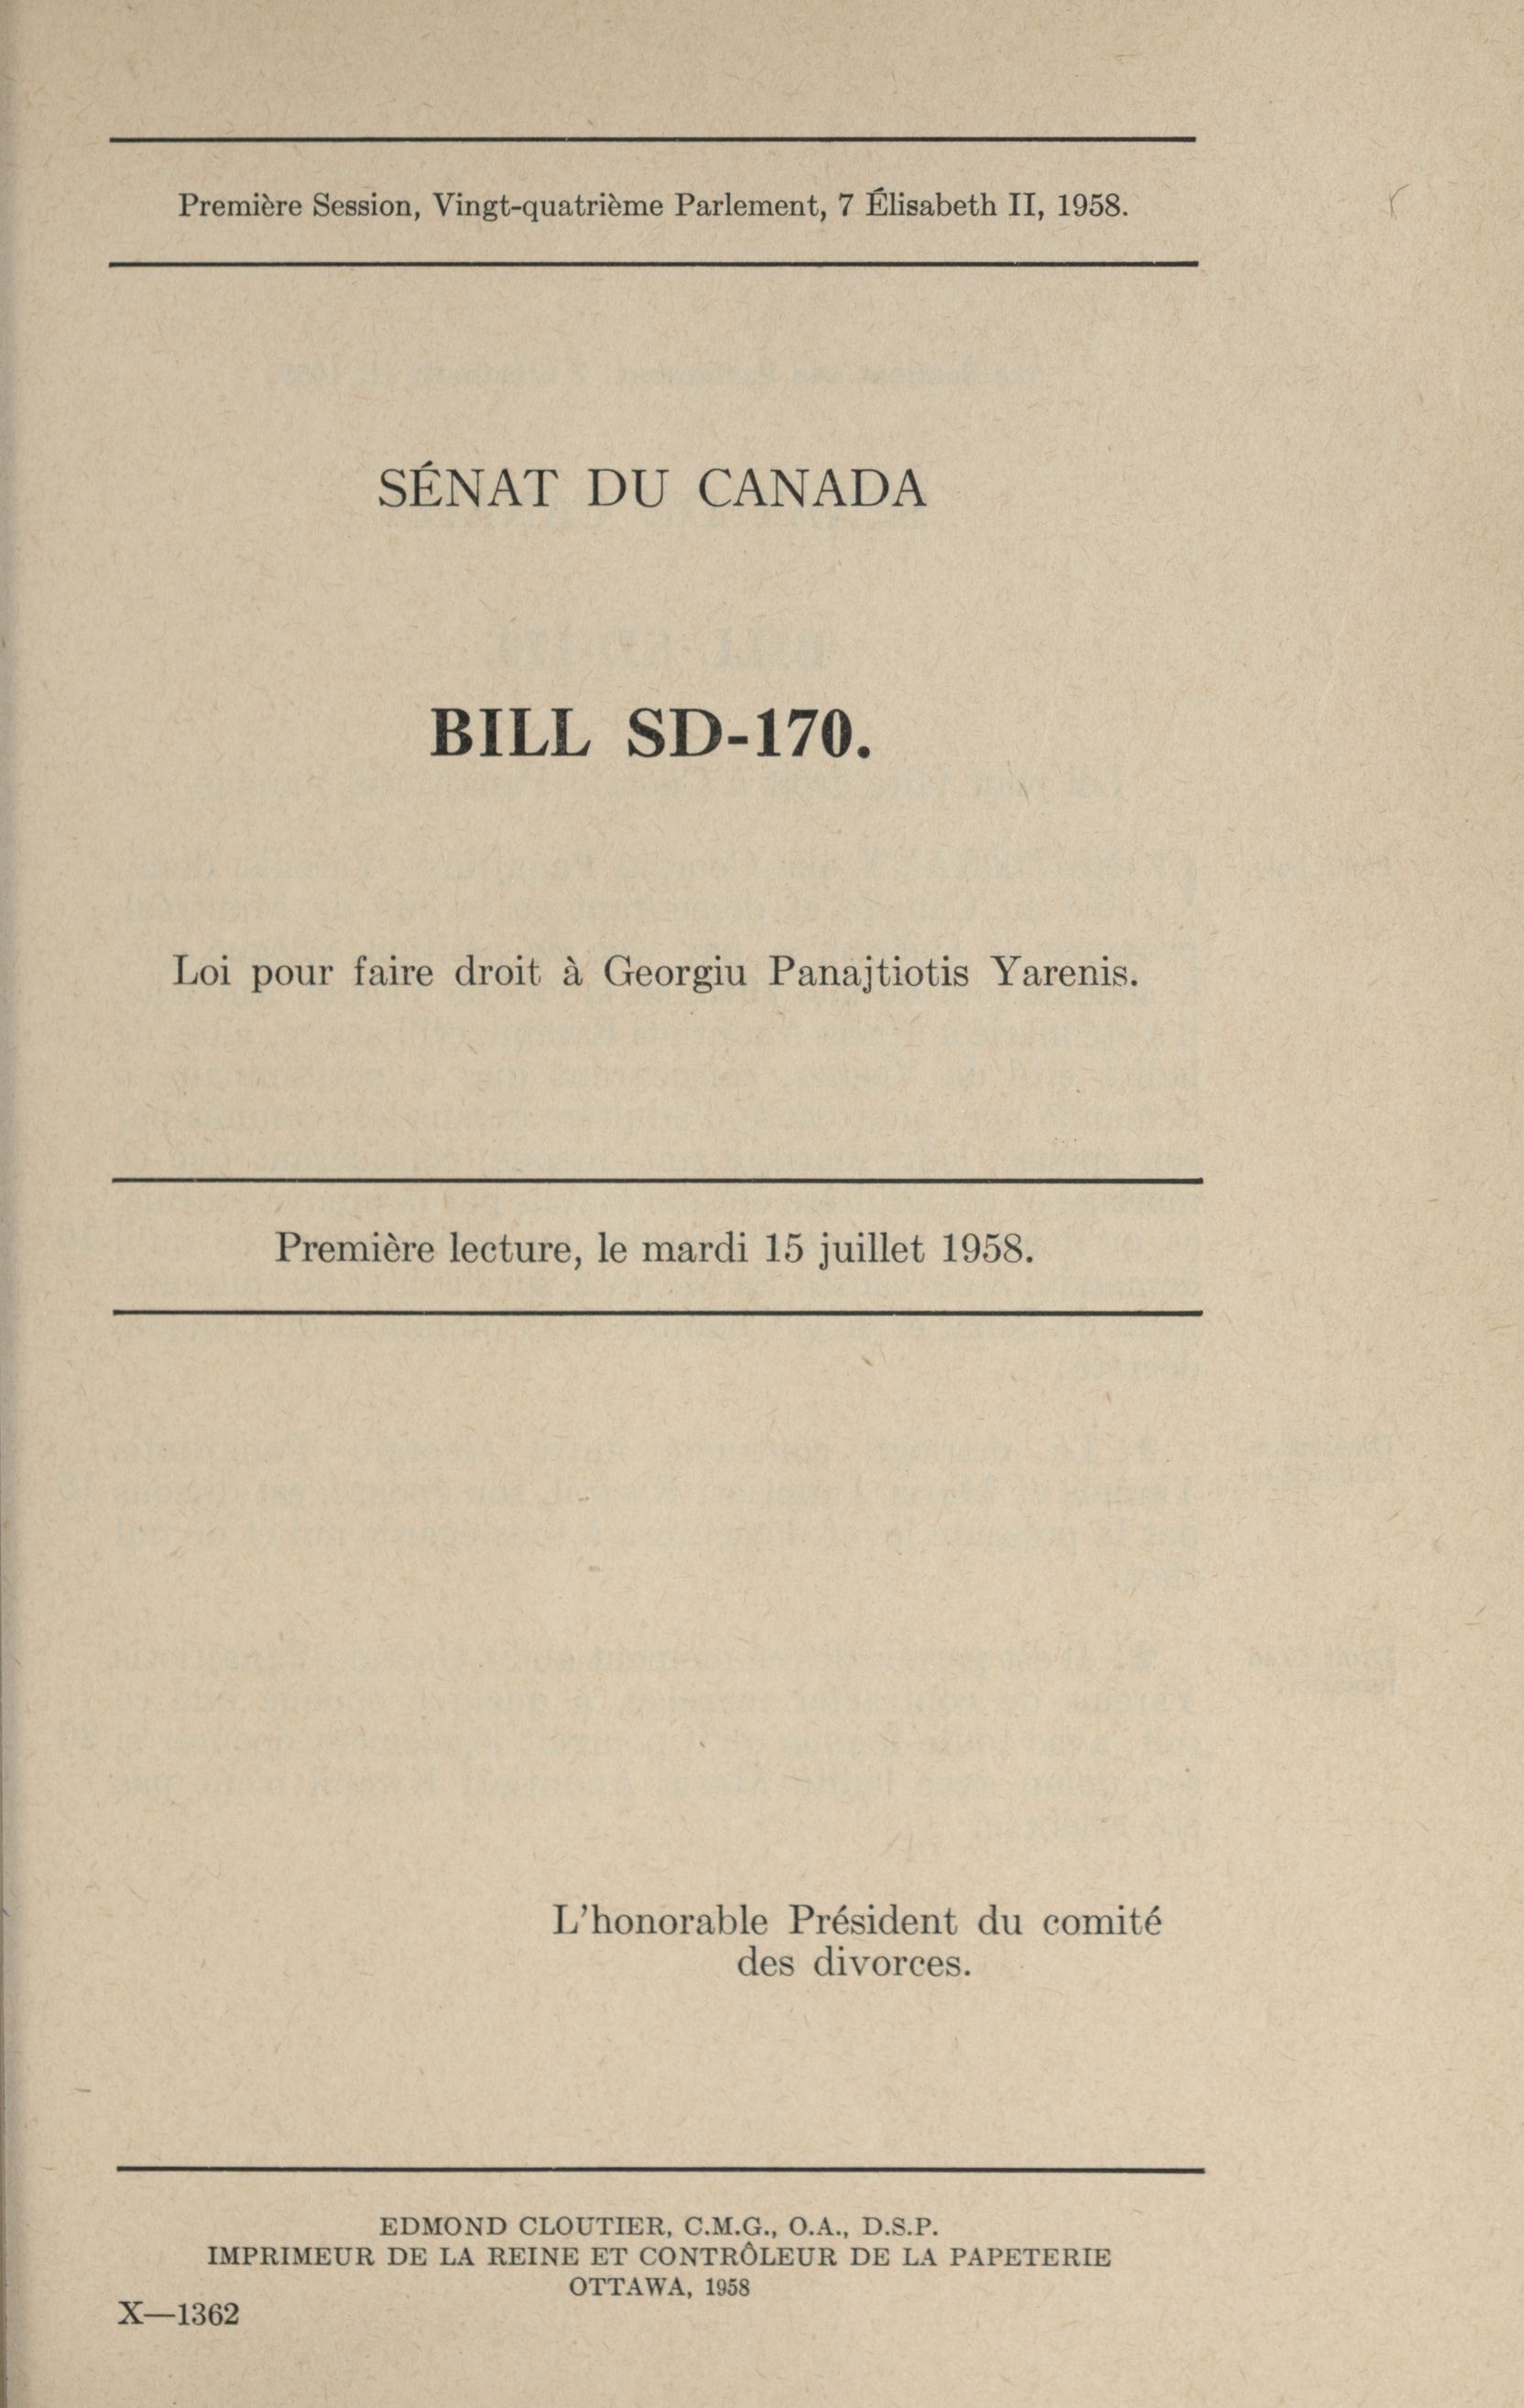 Première Session, Vingt-quatrième Parlement, 7 Élisabeth II, 1958.
SÉNAT DU CANADA
BILL SD-170.
Loi pour faire droit à Georgiu Panajtiotis Varenis.
Première lecture, le mardi 15 juillet 1958.
L'honorable Président du comité
des divorces.
EDMOND CLOUTIER, C.M.G., O.A., D.S.P.
IMPRIMEUR DE LA REINE ET CONTRÔLEUR DE LA PAPETERIE
OTTAWA, 1958
X—1362